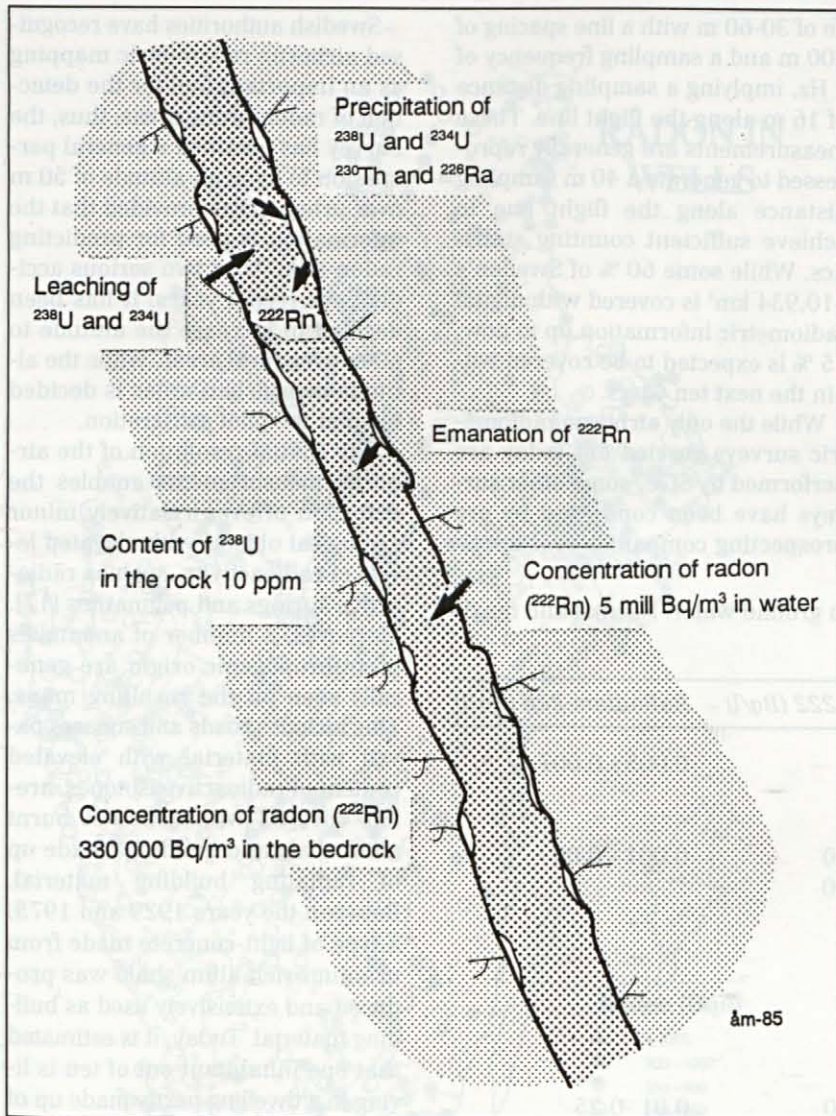 Precipitation of
²³⁸U and ²³⁴U
²³⁰Th and ²²⁶Ra
Leaching of
²³⁸U and ²³⁴U
²²²Rn
Emanation of ²²²Rn
Content of ²³⁸U
in the rock 10 ppm
Concentration of radon
(²²²Rn) 5 mill Bq/m³ in water
Concentration of radon (²²²Rn)
330 000 Bq/m³ in the bedrock
åm-85